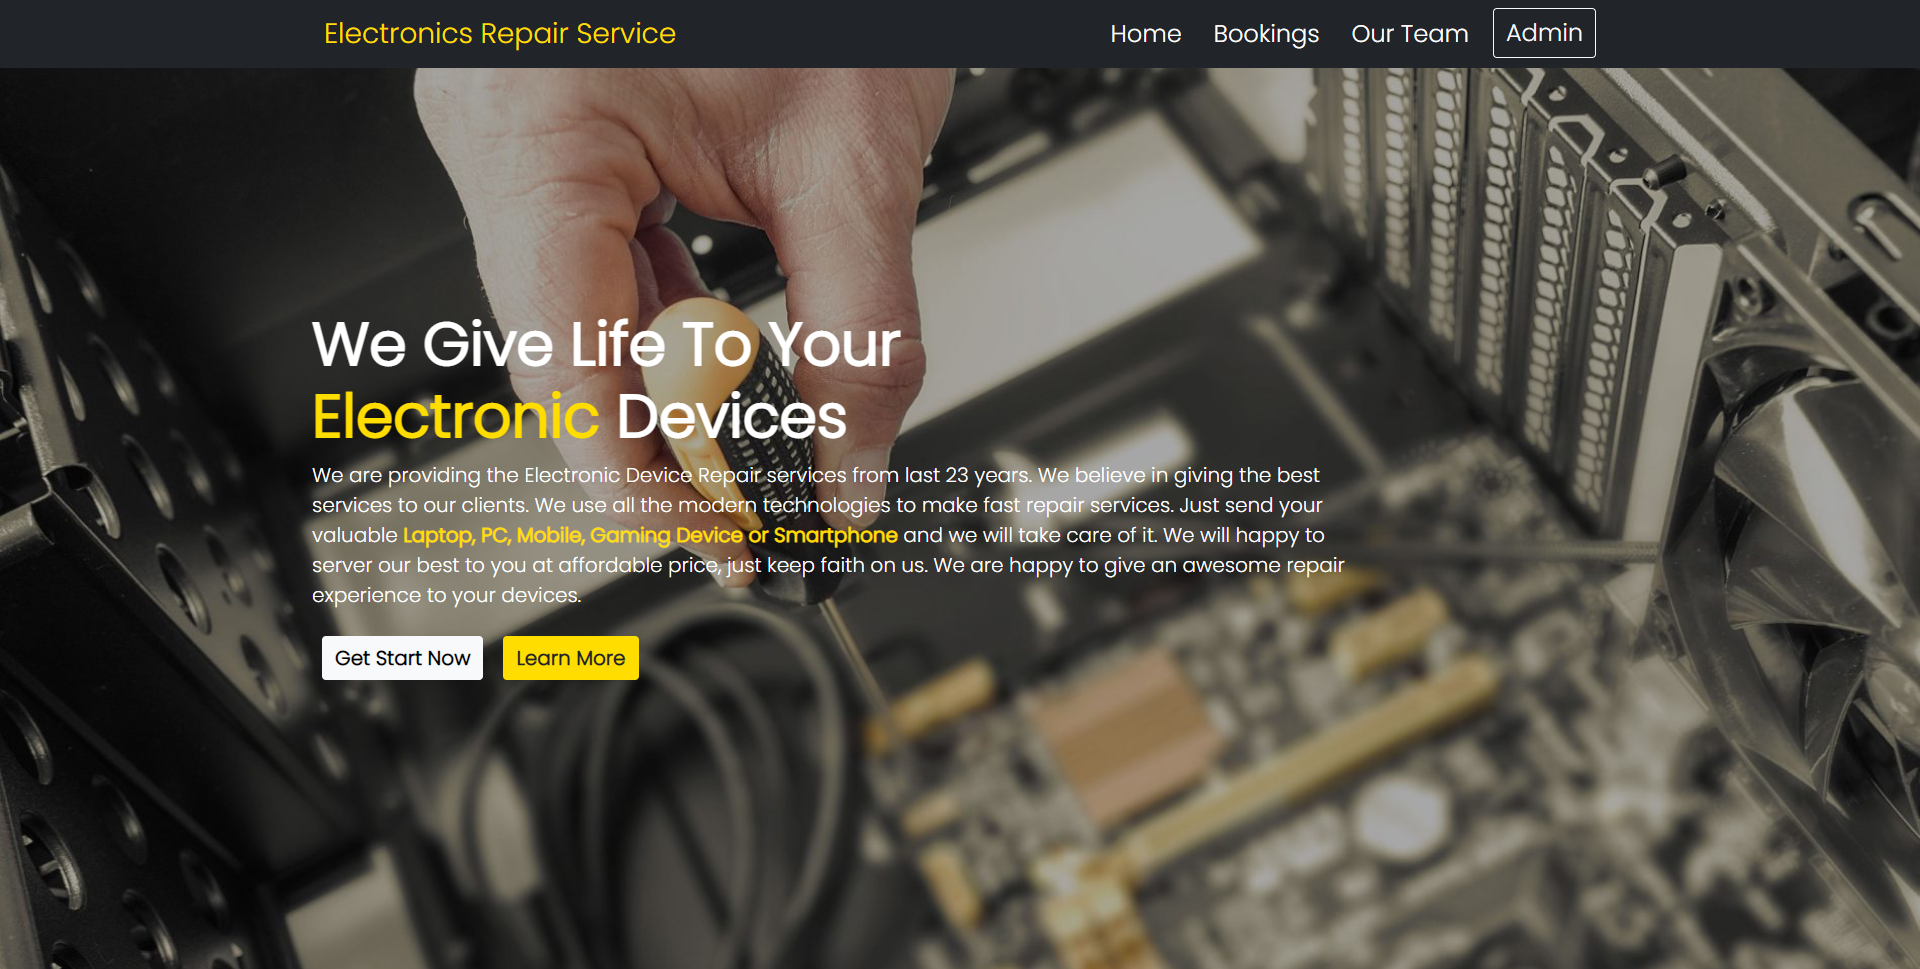 Electronics Repair Service
Home Bookings Our Team Admin
We Give Life To Your
Electronic Devices
We are providing the Electronic Device Repair services from last 23 years. We believe in giving the best
services to our clients. We use all the modern technologies to make fast repair services. Just send your
valuable Laptop, PC, Mobile, Gaming Device or Smartphone and we will take care of it. We will happy to
server our best to you at affordable price, just keep faith on us. We are happy to give an awesome repair
experience to your devices.
Get Start Now Learn More